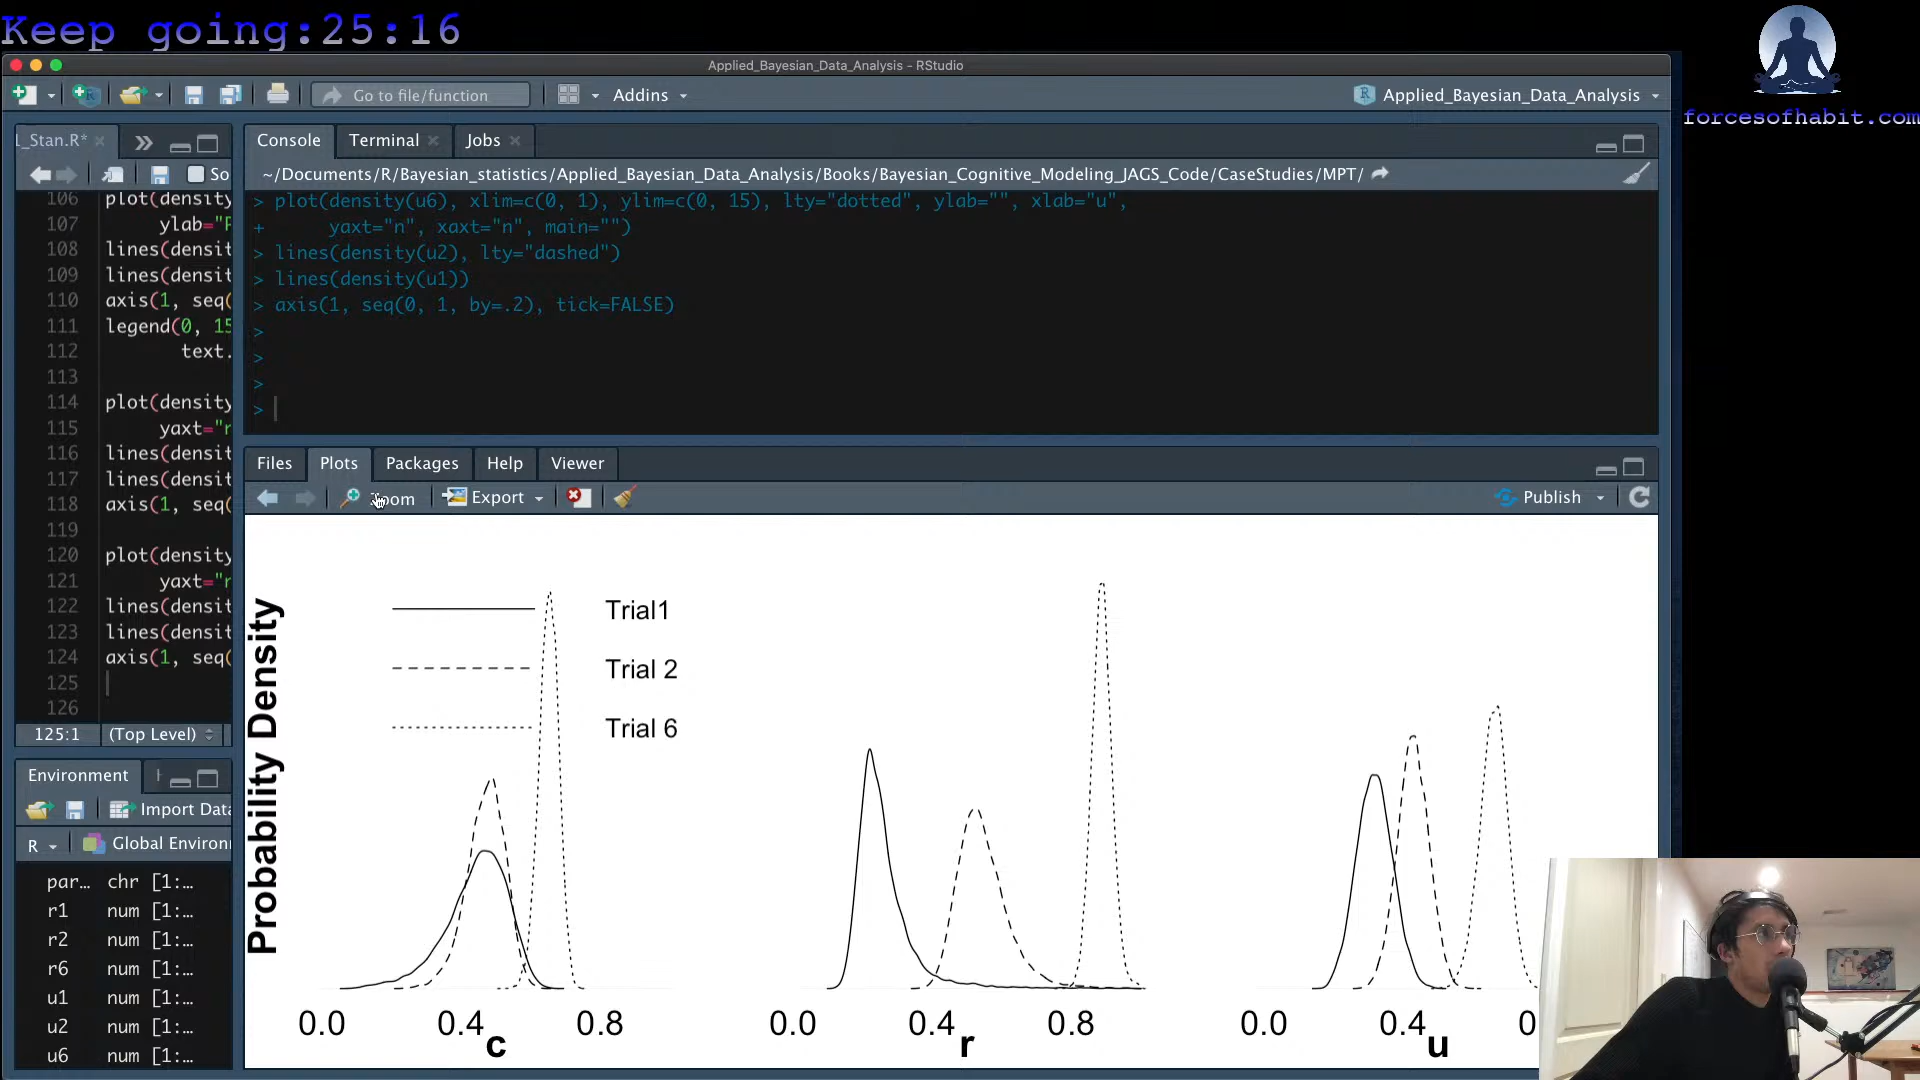 Keep going:25:16
forcesofhabit.com
Applied_Bayesian_Data_Analysis - RStudio
Go to file/function
Addins
Applied_Bayesian_Data_Analysis
L_Stan.R*
So
106 plot(density
107 ylab="P
108 lines(densit
109 lines(densit
110 axis(1, seq(
111 legend(0, 15
112 text.
113
114 plot(density
115 yaxt="r
116 lines(densit
117 lines(densit
118 axis(1, seq(
119
120 plot(density
121 yaxt="r
122 lines(densit
123 lines(densit
124 axis(1, seq(
125
126
125:1 (Top Level)
Environment
Import Data
R Global Environ
par… chr [1:…
r1 num [1:…
r2 num [1:…
r6 num [1:…
u1 num [1:…
u2 num [1:…
u6 num [1:…
Console Terminal Jobs
~/Documents/R/Bayesian_statistics/Applied_Bayesian_Data_Analysis/Books/Bayesian_Cognitive_Modeling_JAGS_Code/CaseStudies/MPT/
> plot(density(u6), xlim=c(0, 1), ylim=c(0, 15), lty="dotted", ylab="", xlab="u",
+ yaxt="n", xaxt="n", main="")
> lines(density(u2), lty="dashed")
> lines(density(u1))
> axis(1, seq(0, 1, by=.2), tick=FALSE)
>
>
>
>
Files Plots Packages Help Viewer
Zoom Export Publish
Probability Density
Trial1
Trial 2
Trial 6
0.0 0.4 0.8
c
0.0 0.4 0.8
r
0.0 0.4 0
u